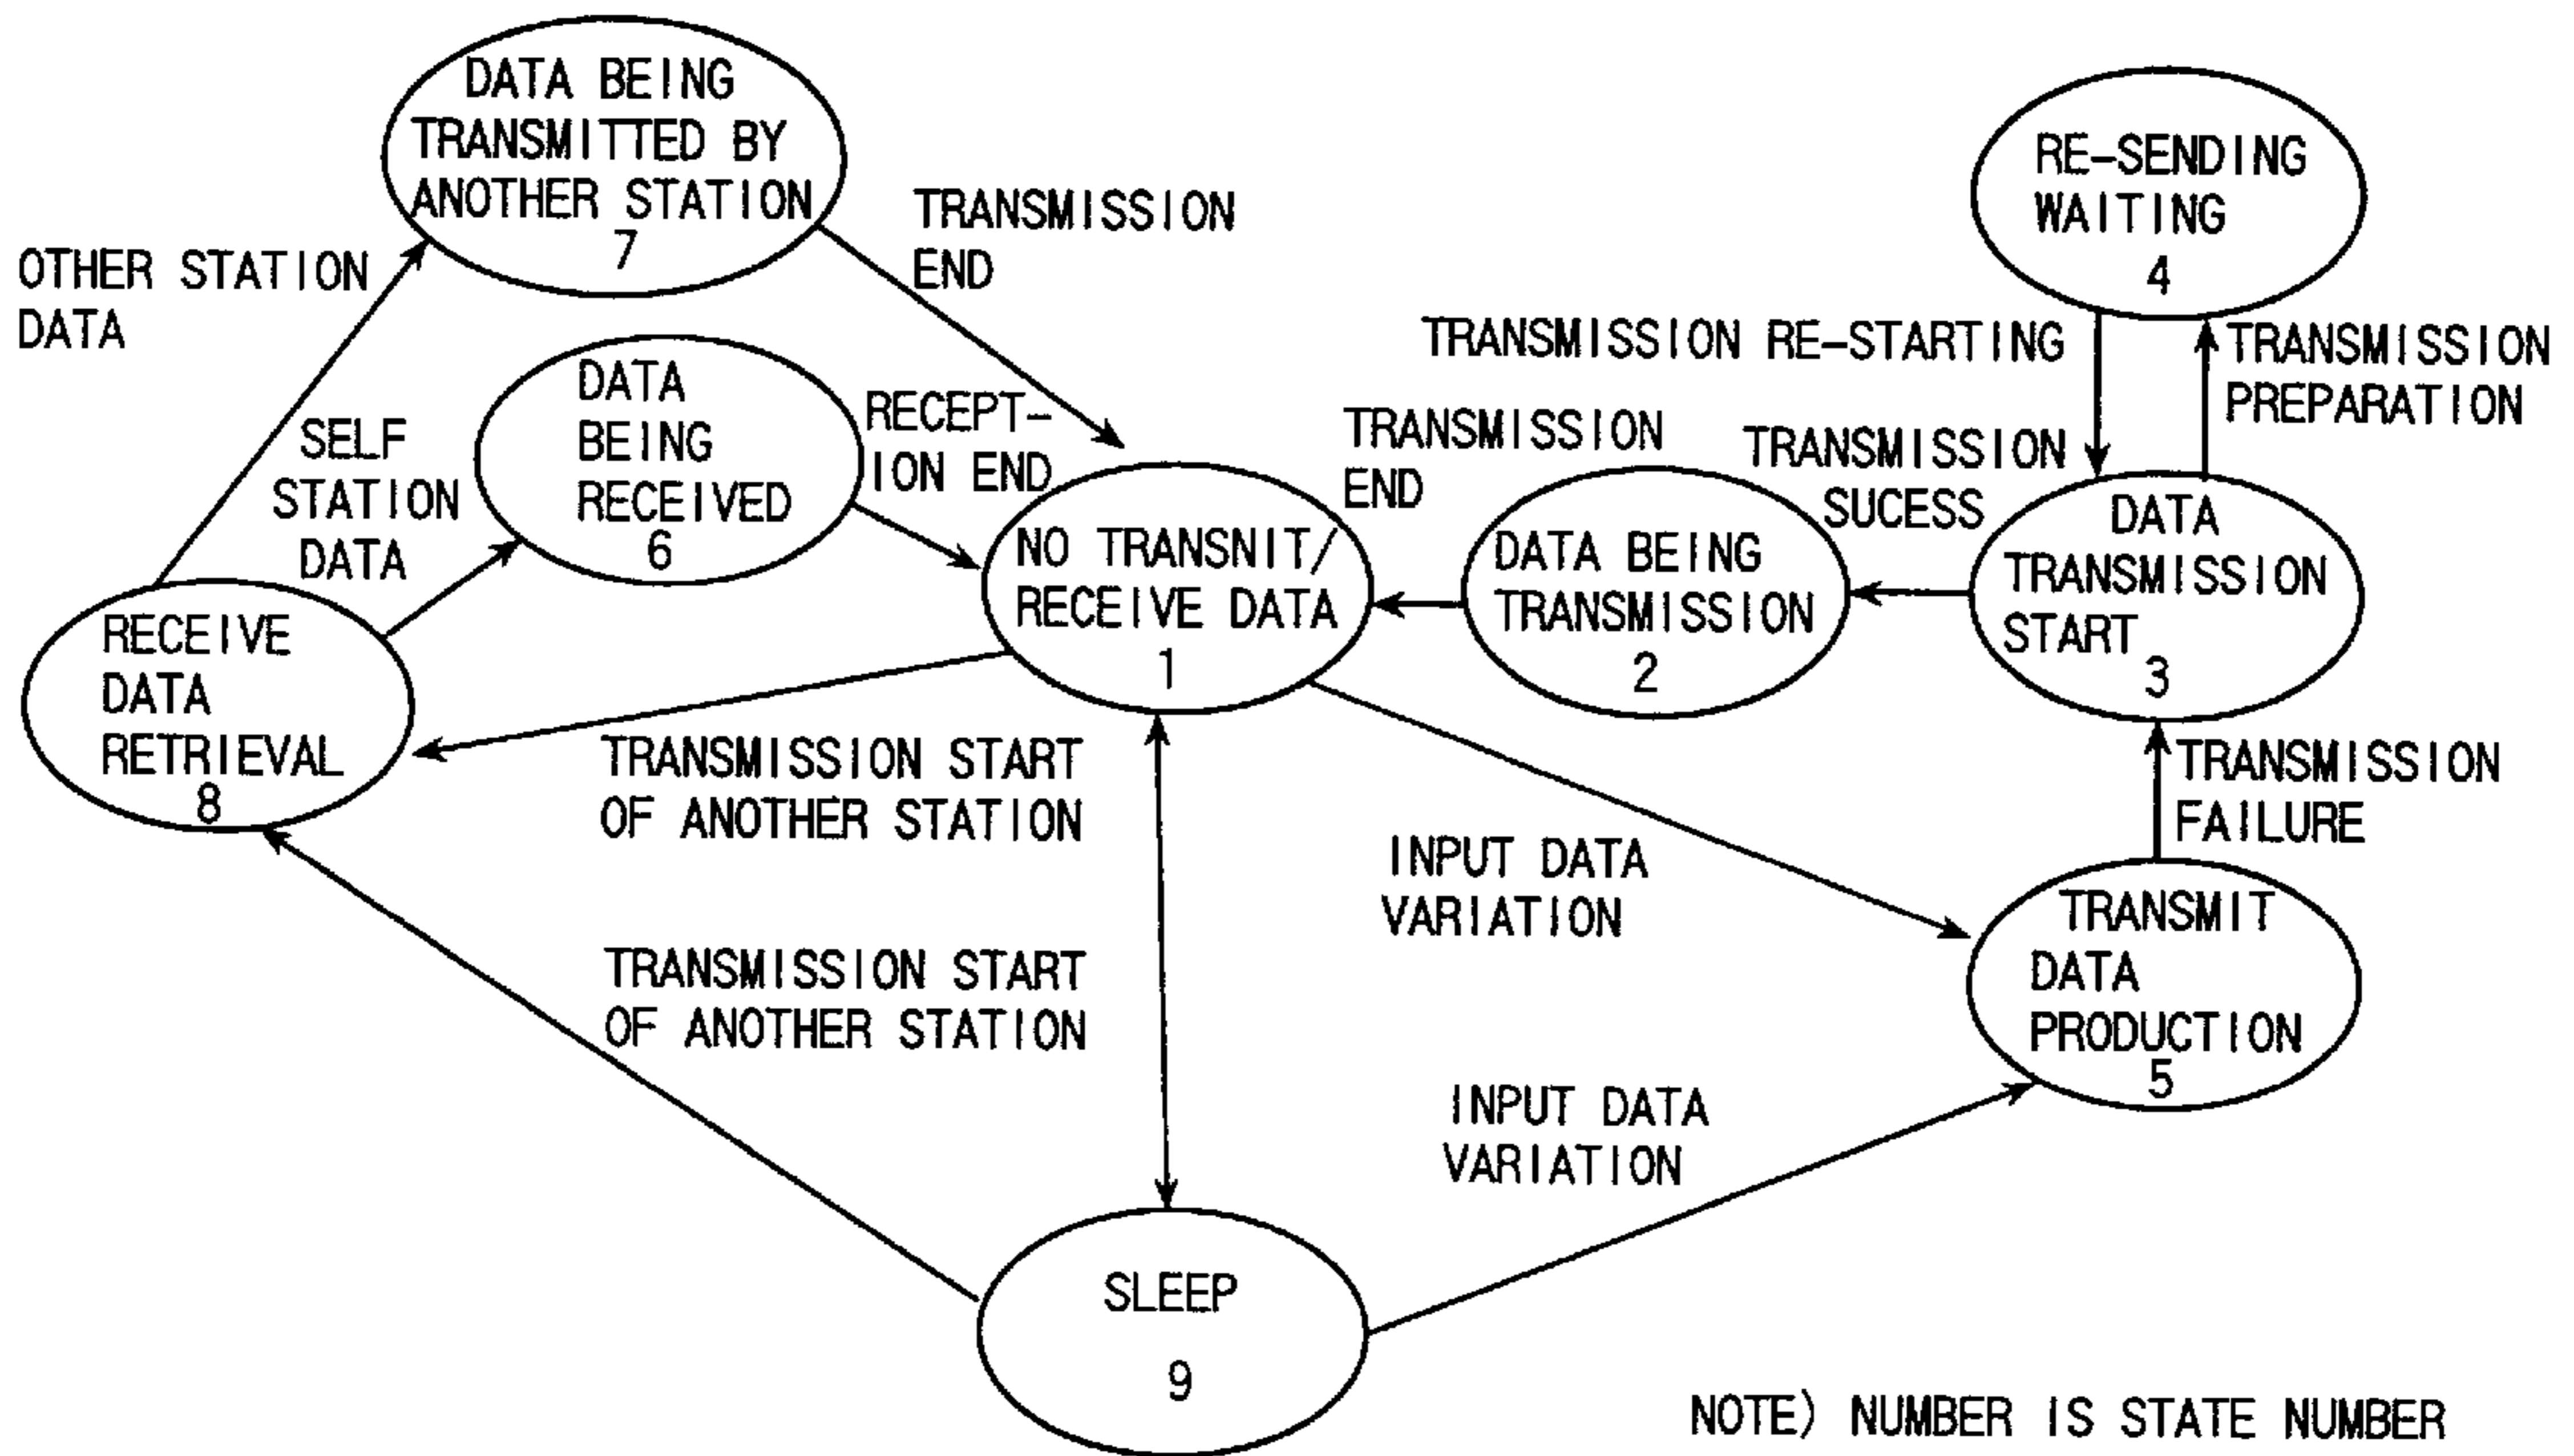 DATA BEING
TRANSMITTED BY
ANOTHER STATION
7
OTHER STATION
DATA
TRANSMISSION
END
RE-SENDING
WAITING
4
TRANSMISSION RE-STARTING
TRANSMISSION
PREPARATION
DATA
BEING
RECEIVED
6
SELF
STATION
DATA
RECEPT-
ION END
TRANSMISSION
END
TRANSMISSION
SUCESS
RECEIVE
DATA
RETRIEVAL
8
NO TRANSNIT/
RECEIVE DATA
1
DATA BEING
TRANSMISSION
2
DATA
TRANSMISSION
START
3
TRANSMISSION START
OF ANOTHER STATION
TRANSMISSION
FAILURE
INPUT DATA
VARIATION
TRANSMIT
DATA
PRODUCTION
5
TRANSMISSION START
OF ANOTHER STATION
INPUT DATA
VARIATION
SLEEP
9
NOTE) NUMBER IS STATE NUMBER